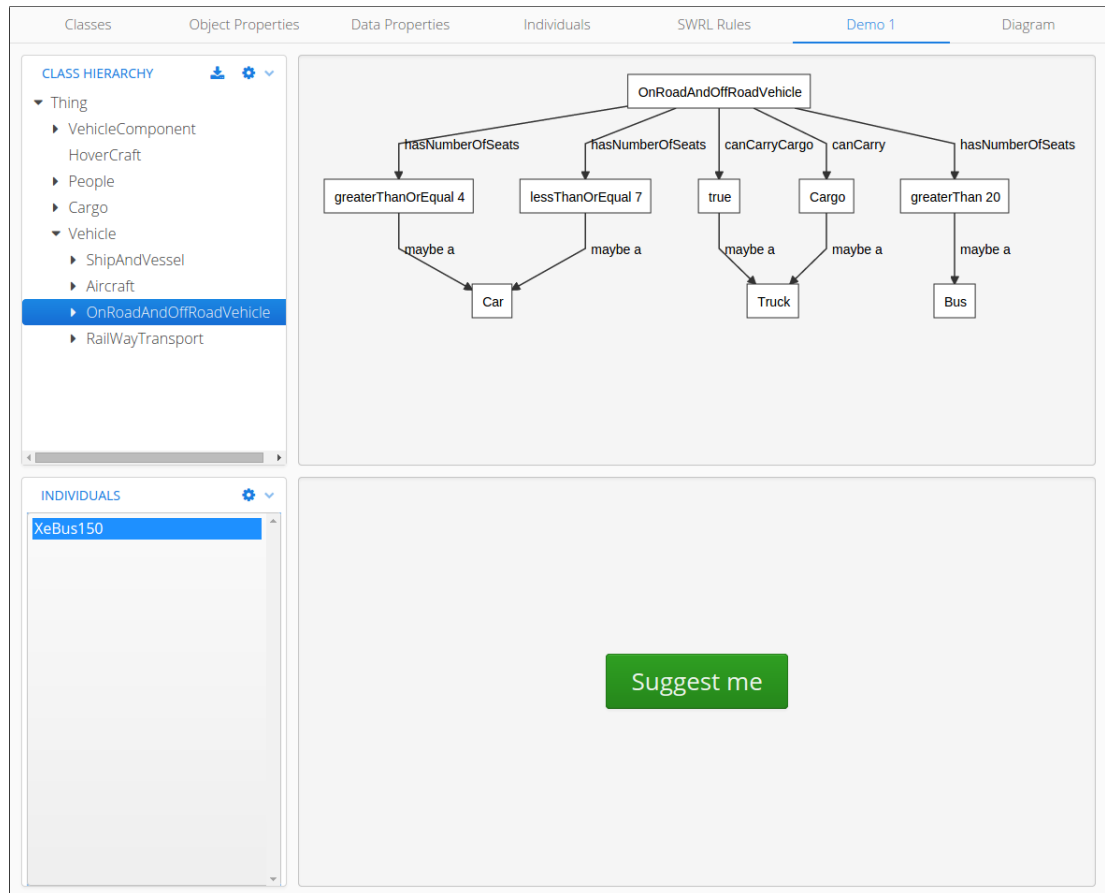 Classes Object Properties Data Properties Individuals SWRL Rules Demo 1 Diagram
CLASS HIERARCHY
Thing
VehicleComponent
HoverCraft
People
Cargo
Vehicle
ShipAndVessel
Aircraft
OnRoadAndOffRoadVehicle
RailWayTransport
OnRoadAndOffRoadVehicle
hasNumberOfSeats hasNumberOfSeats canCarryCargo canCarry hasNumberOfSeats
greaterThanOrEqual 4 lessThanOrEqual 7 true Cargo greaterThan 20
maybe a maybe a maybe a maybe a maybe a
Car Truck Bus
INDIVIDUALS
XeBus150
Suggest me